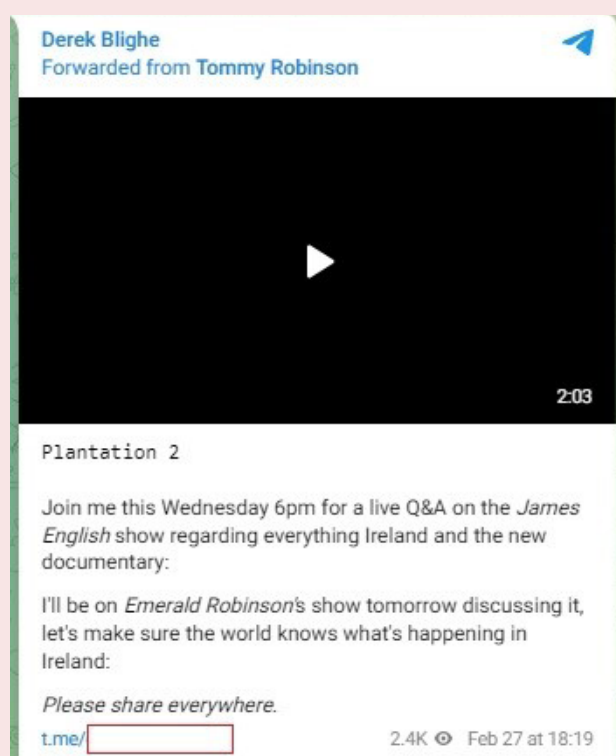 Derek Blighe
Forwarded from Tommy Robinson
2:03
Plantation 2
Join me this Wednesday 6pm for a live Q&A on the James
English show regarding everything Ireland and the new
documentary:
I'll be on Emerald Robinson's show tomorrow discussing it,
let's make sure the world knows what's happening in
Ireland:
Please share everywhere.
t.me/ 2.4K Feb 27 at 18:19